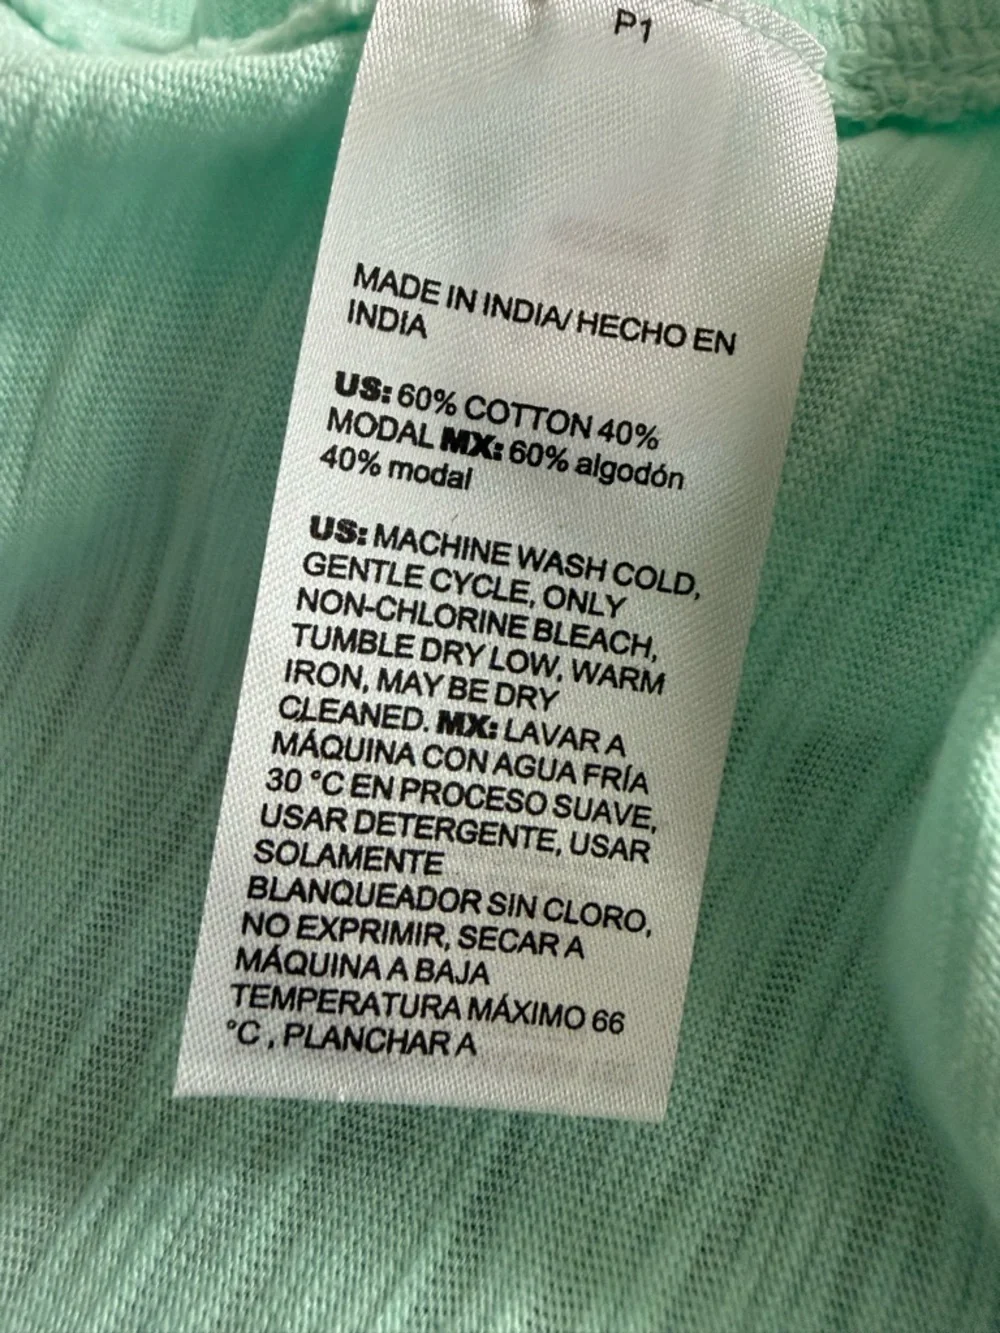 P1
MADE IN INDIA/ HECHO EN
INDIA
US: 60% COTTON 40%
MODAL MX: 60% algodón
40% modal
US: MACHINE WASH COLD,
GENTLE CYCLE, ONLY
NON-CHLORINE BLEACH,
TUMBLE DRY LOW, WARM
IRON, MAY BE DRY
CLEANED. MX: LAVAR A
MÁQUINA CON AGUA FRÍA
30 °C EN PROCESO SUAVE,
USAR DETERGENTE, USAR
SOLAMENTE
BLANQUEADOR SIN CLORO,
NO EXPRIMIR, SECAR A
MÁQUINA A BAJA
TEMPERATURA MÁXIMO 66
°C , PLANCHAR A